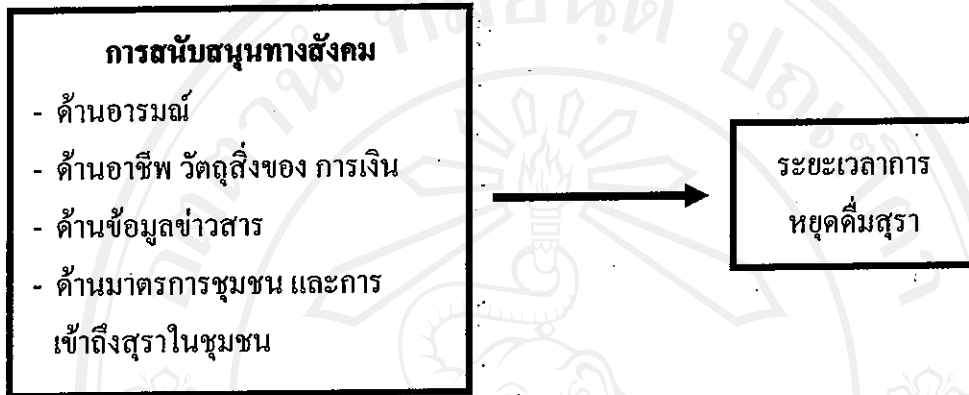 การสนับสนุนทางสังคม
- ด้านอารมณ์
- ด้านอาชีพ วัตถุสิ่งของ การเงิน
- ด้านข้อมูลข่าวสาร
- ด้านมาตรการชุมชน และการ
เข้าถึงสุราในชุมชน
ระยะเวลาการ
หยุดดื่มสุรา